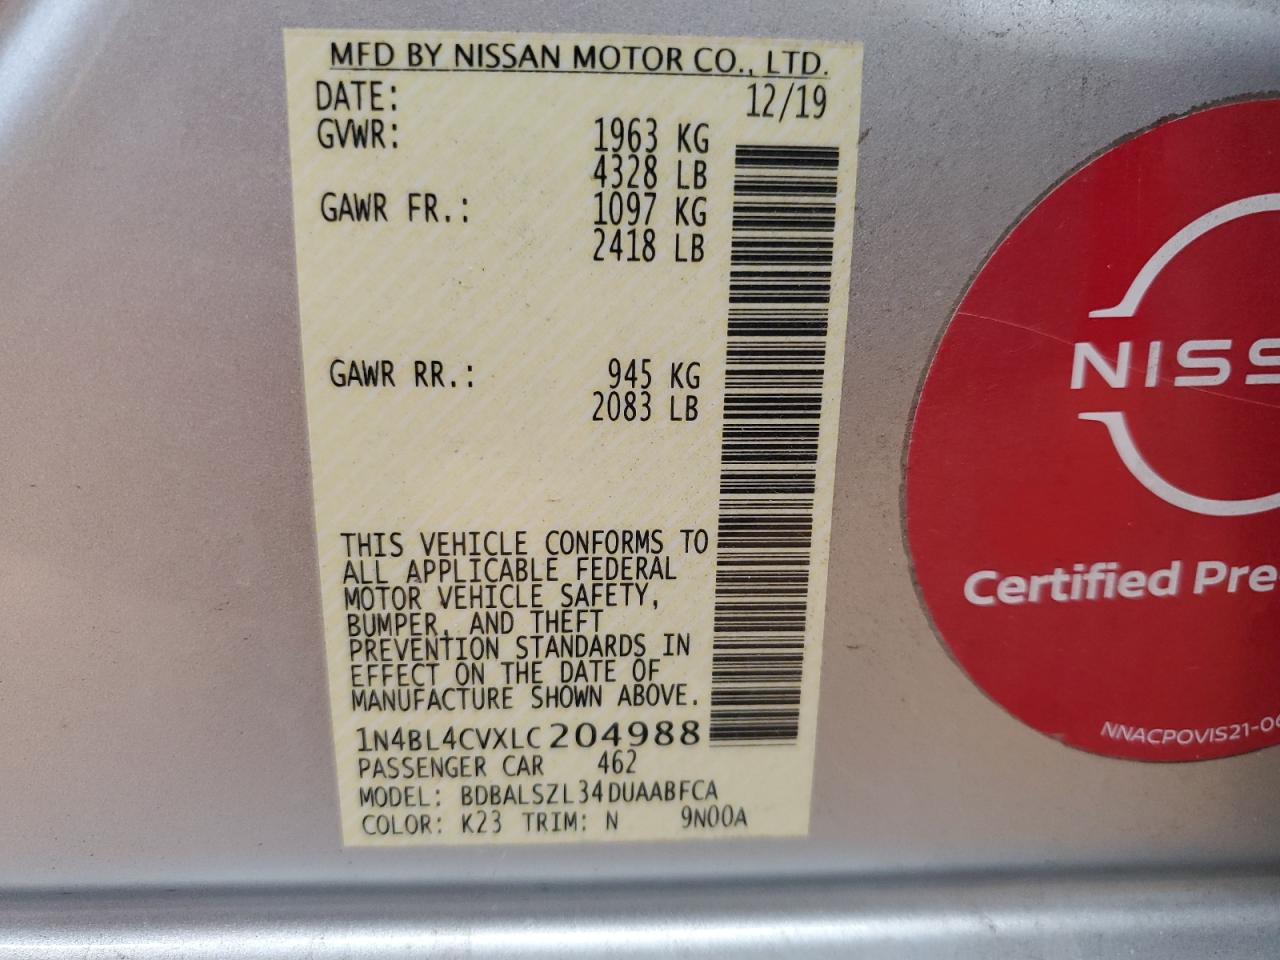 MFD BY NISSAN MOTOR CO., LTD.
DATE: 12/19
GVWR: 1963 KG
4328 LB
GAWR FR.: 1097 KG
2418 LB
GAWR RR.: 945 KG
2083 LB
THIS VEHICLE CONFORMS TO
ALL APPLICABLE FEDERAL
MOTOR VEHICLE SAFETY,
BUMPER, AND THEFT
PREVENTION STANDARDS IN
EFFECT ON THE DATE OF
MANUFACTURE SHOWN ABOVE.
1N4BL4CVXLC204988
PASSENGER CAR 462
MODEL: BDBALSZL34DUAABFCA
COLOR: K23 TRIM: N 9N00A
NISS
Certified Pre
NNACPOVIS21-0